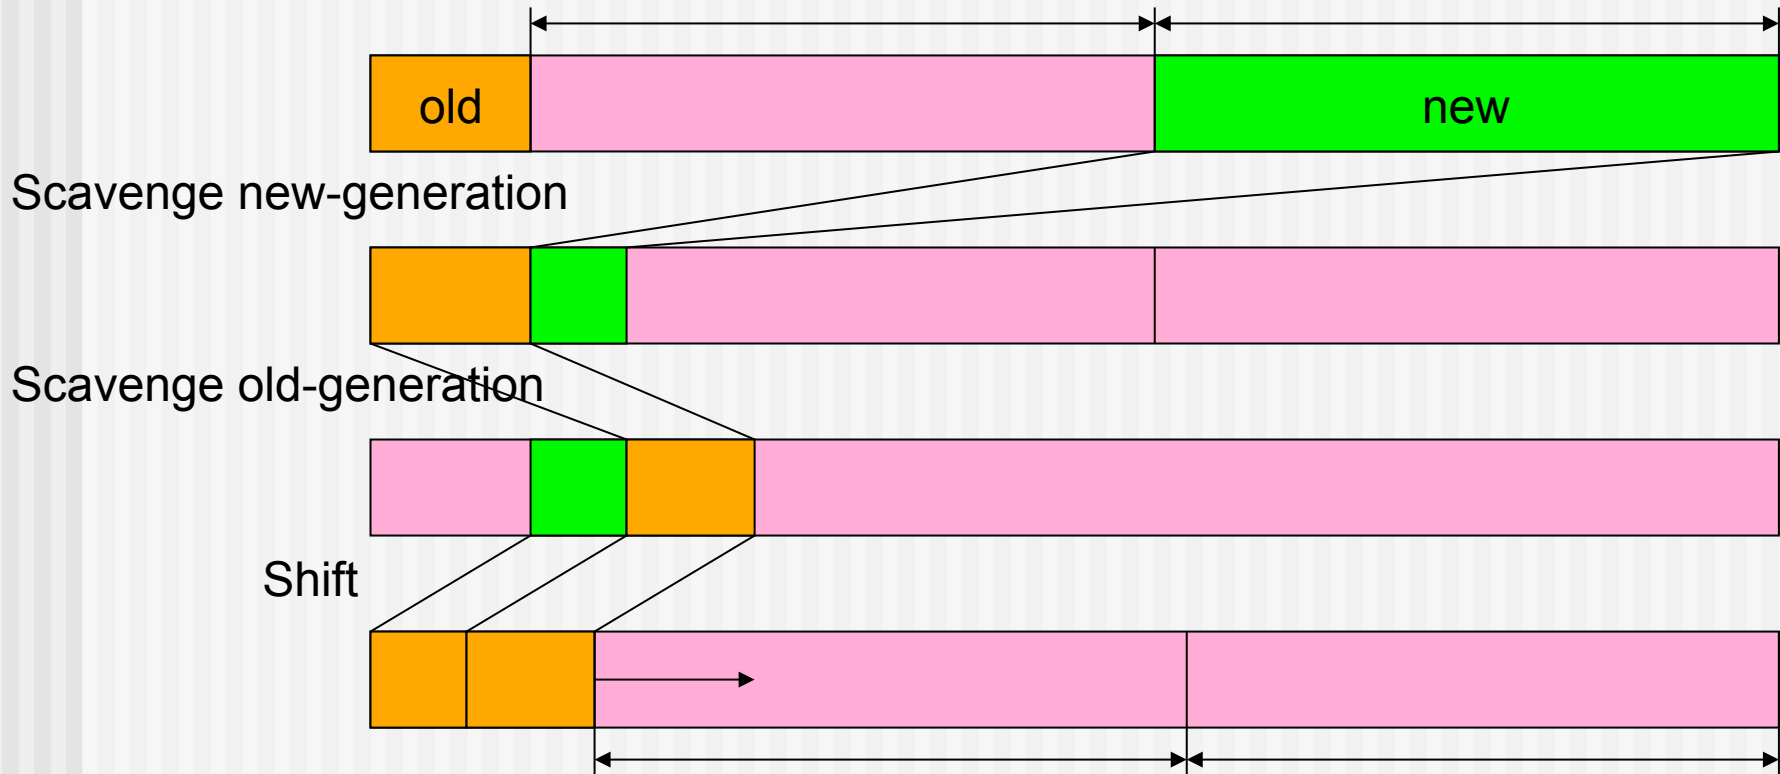 old
new
Scavenge new-generation
Scavenge old-generation
Shift